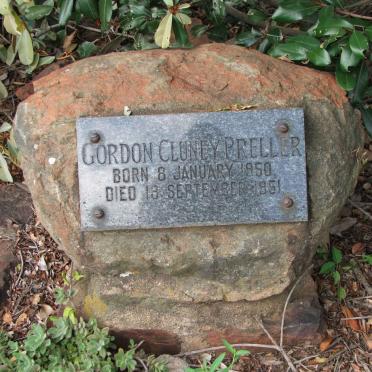 GORDON CLUNEY PRELLER
BORN 8 JANUARY 1950
DIED 13 SEPTEMBER 1951